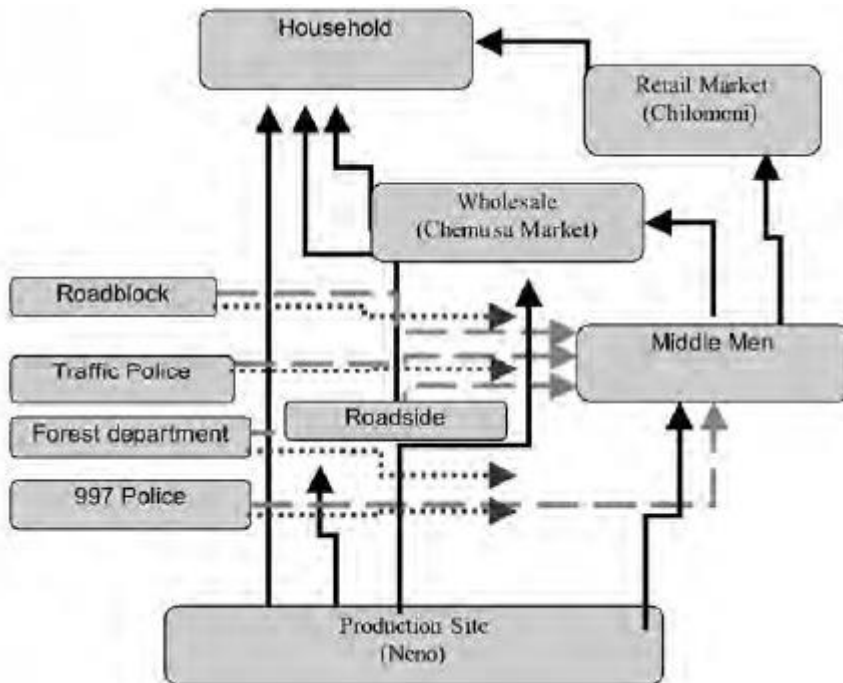 Household
Retail Market
(Chilomoni)
Wholesale
(Chemusa Market)
Roadblock
Middle Men
Traffic Police
Roadside
Forest department
997 Police
Production Site
(Neno)